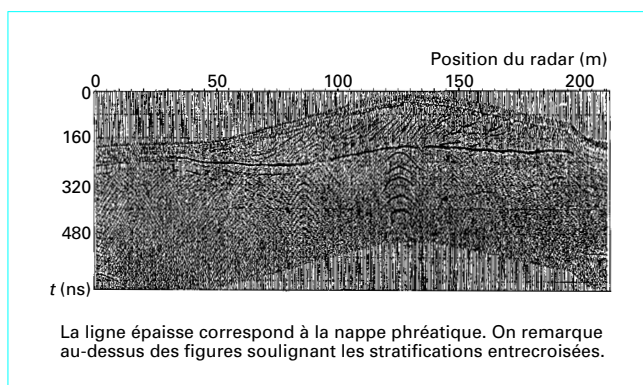 Position du radar (m)
0 50 100 150 200
0
160
320
480
t (ns)
La ligne épaisse correspond à la nappe phréatique. On remarque
au-dessus des figures soulignant les stratifications entrecroisées.